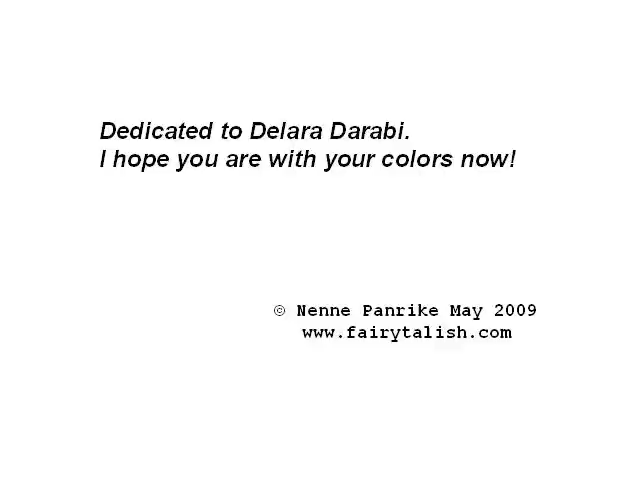 Dedicated to Delara Darabi.
I hope you are with your colors now!
© Nenne Panrike May 2009
www.fairytalish.com